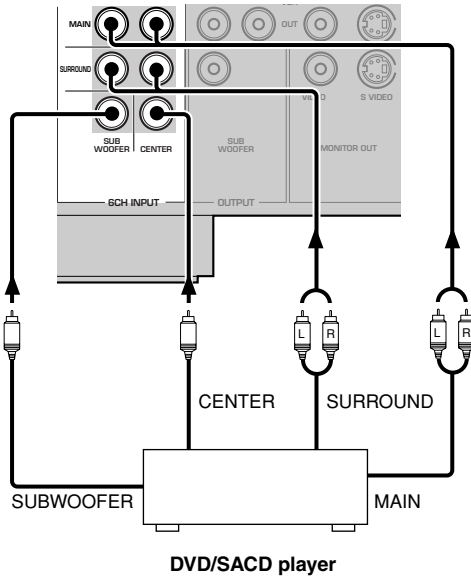 MAIN
OUT
SURROUND
VIDEO
S VIDEO
SUB
WOOFER
CENTER
SUB
WOOFER
MONITOR OUT
6CH INPUT
OUTPUT
L
R
L
R
CENTER
SURROUND
SUBWOOFER
MAIN
DVD/SACD player